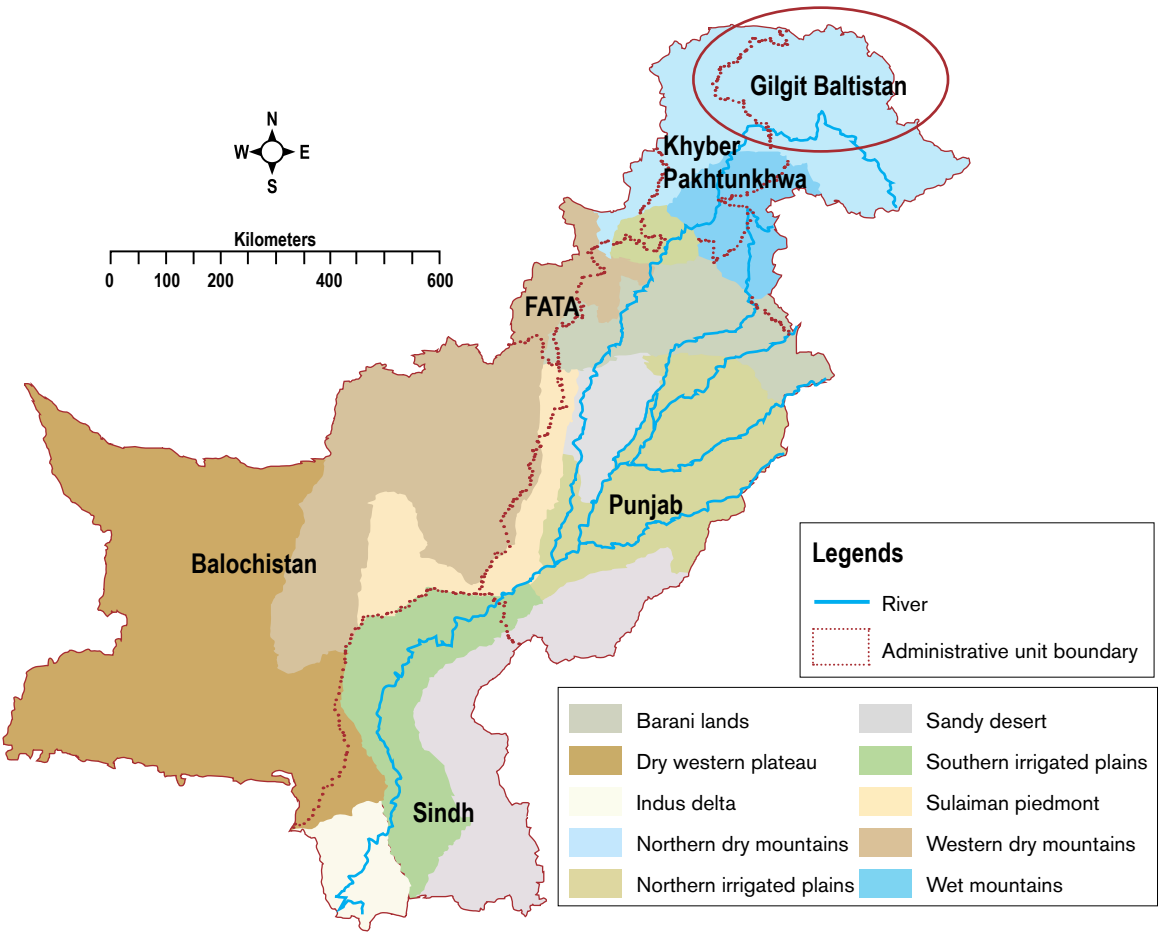 Gilgit Baltistan
N
W E
S
Khyber
Pakhtunkhwa
Kilometers
0 100 200 400 600
FATA
Punjab
Balochistan
Sindh
Legends
River
Administrative unit boundary
Barani lands
Dry western plateau
Indus delta
Northern dry mountains
Northern irrigated plains
Sandy desert
Southern irrigated plains
Sulaiman piedmont
Western dry mountains
Wet mountains